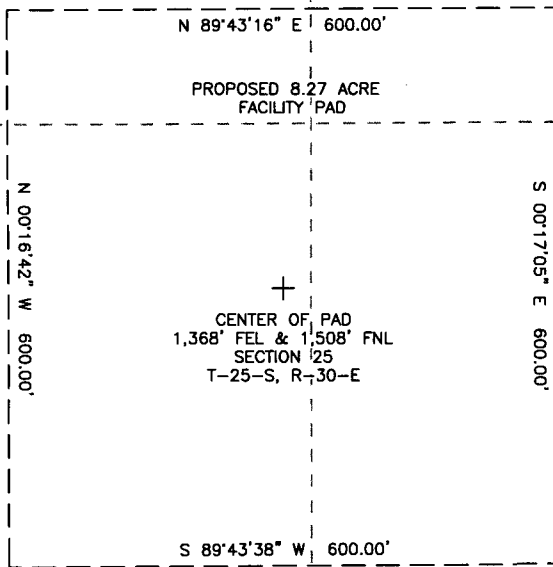 N 89°43'16" E 600.00'
PROPOSED 8.27 ACRE
FACILITY PAD
N 00°16'42" W 600.00'
S 00°17'05" E 600.00'
CENTER OF PAD
1,368' FEL & 1,508' FNL
SECTION 25
T-25-S, R-30-E
S 89°43'38" W 600.00'